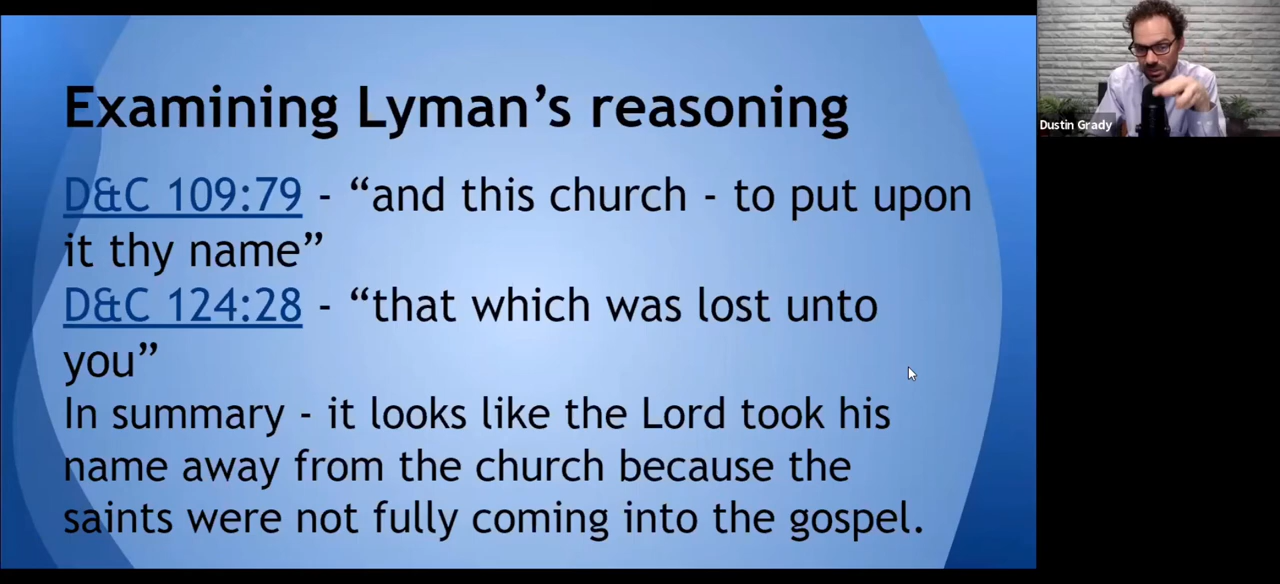 Examining Lyman’s reasoning
D&C 109:79 - “and this church - to put upon
it thy name”
D&C 124:28 - “that which was lost unto
you”
In summary - it looks like the Lord took his
name away from the church because the
saints were not fully coming into the gospel.
Dustin Grady